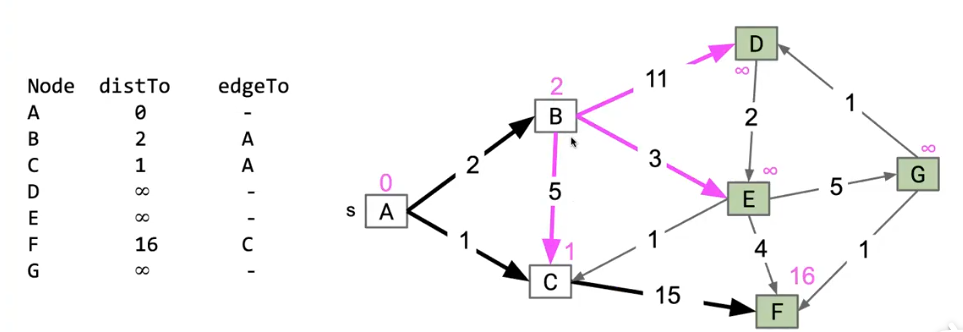 Node distTo edgeTo
A 0 -
B 2 A
C 1 A
D ∞ -
E ∞ -
F 16 C
G ∞ -
s
0
A
2
1
2
B
5
11
3
1
C
15
1
D
∞
2
∞
E
5
4
16
F
1
1
∞
G